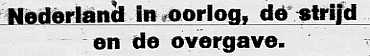 Nederland in oorlog, de strijd
en de overgave.